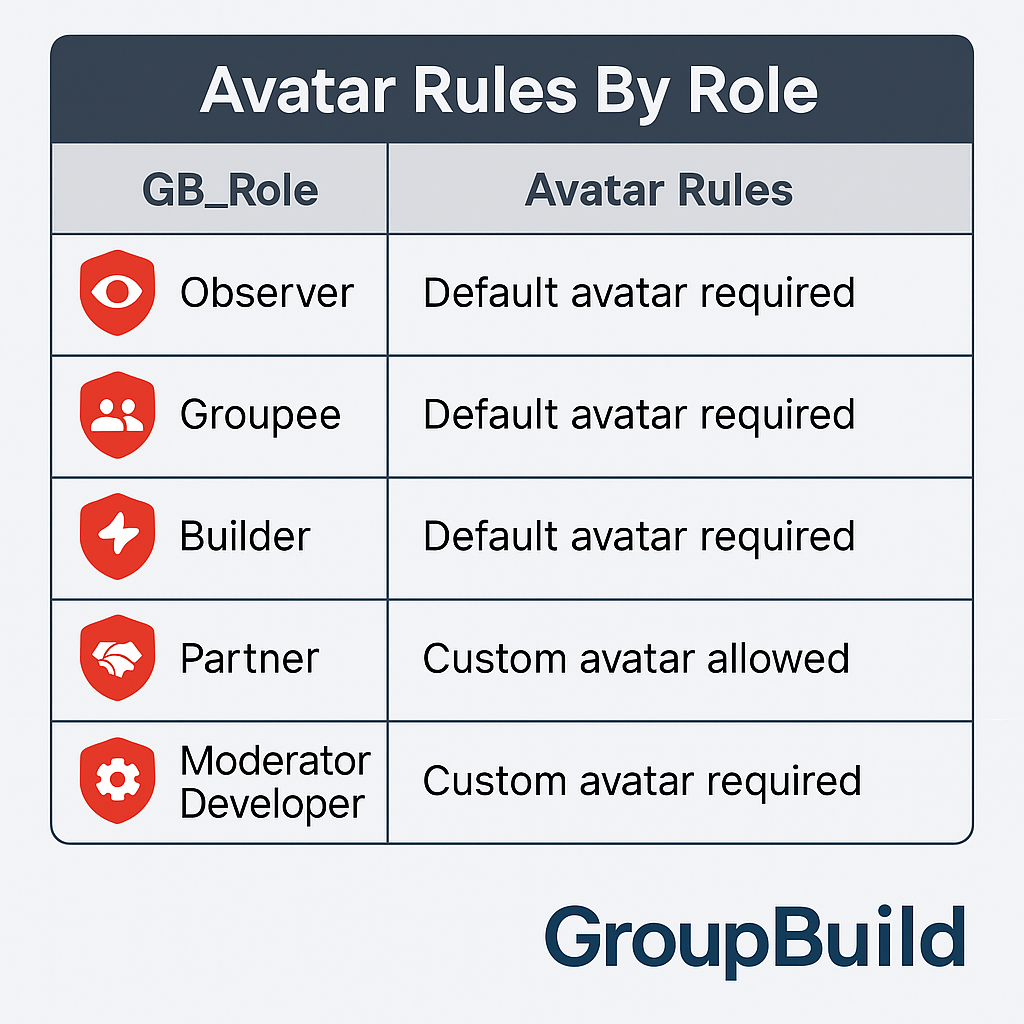 Avatar Rules By Role
GB_Role
Avatar Rules
Observer
Default avatar required
Groupee
Default avatar required
Builder
Default avatar required
Partner
Custom avatar allowed
Moderator
Developer
Custom avatar required
GroupBuild